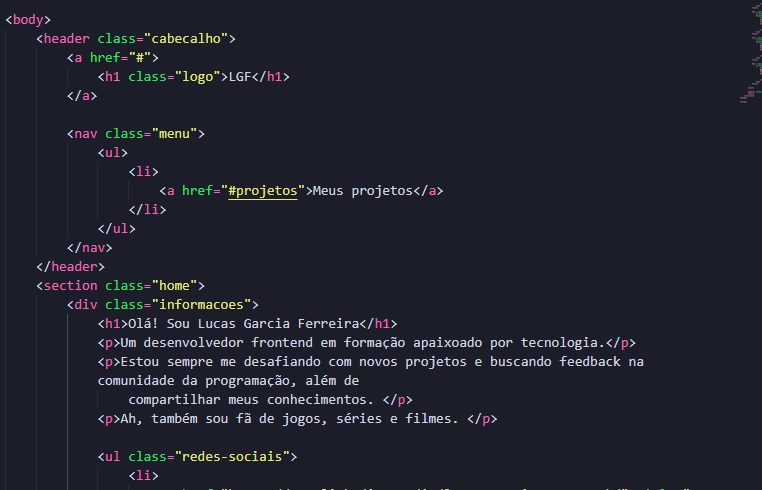 <body>
<header class="cabecalho">
<a href="#">
<h1 class="logo">LGF</h1>
</a>
<nav class="menu">
<ul>
<li>
<a href="#projetos">Meus projetos</a>
</li>
</ul>
</nav>
</header>
<section class="home">
<div class="informacoes">
<h1>Olá! Sou Lucas Garcia Ferreira</h1>
<p>Um desenvolvedor frontend em formação apaixoado por tecnologia.</p>
<p>Estou sempre me desafiando com novos projetos e buscando feedback na
comunidade da programação, além de
compartilhar meus conhecimentos. </p>
<p>Ah, também sou fã de jogos, séries e filmes. </p>
<ul class="redes-sociais">
<li>